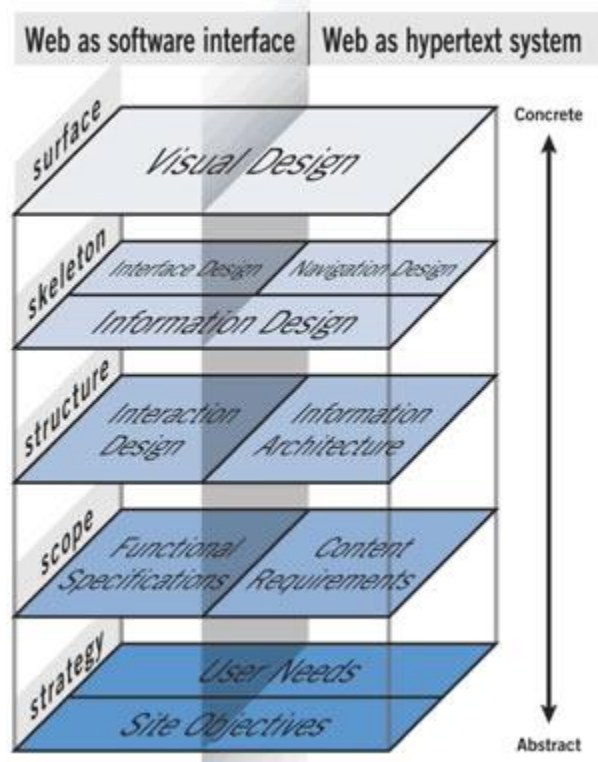 Web as software interface
Web as hypertext system
Concrete
surface
Visual Design
skeleton
Interface Design
Navigation Design
Information Design
structure
Interaction
Design
Information
Architecture
scope
Functional
Specifications
Content
Requirements
strategy
User Needs
Site Objectives
Abstract